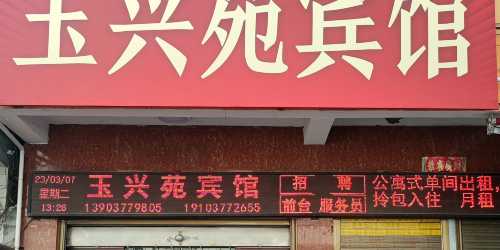 玉兴苑宾馆
23/03/07
星期二
13:26
玉兴苑宾馆
13903779805 19103772655
招聘
前台 服务员
公寓式单间出租,
拎包入住 月租